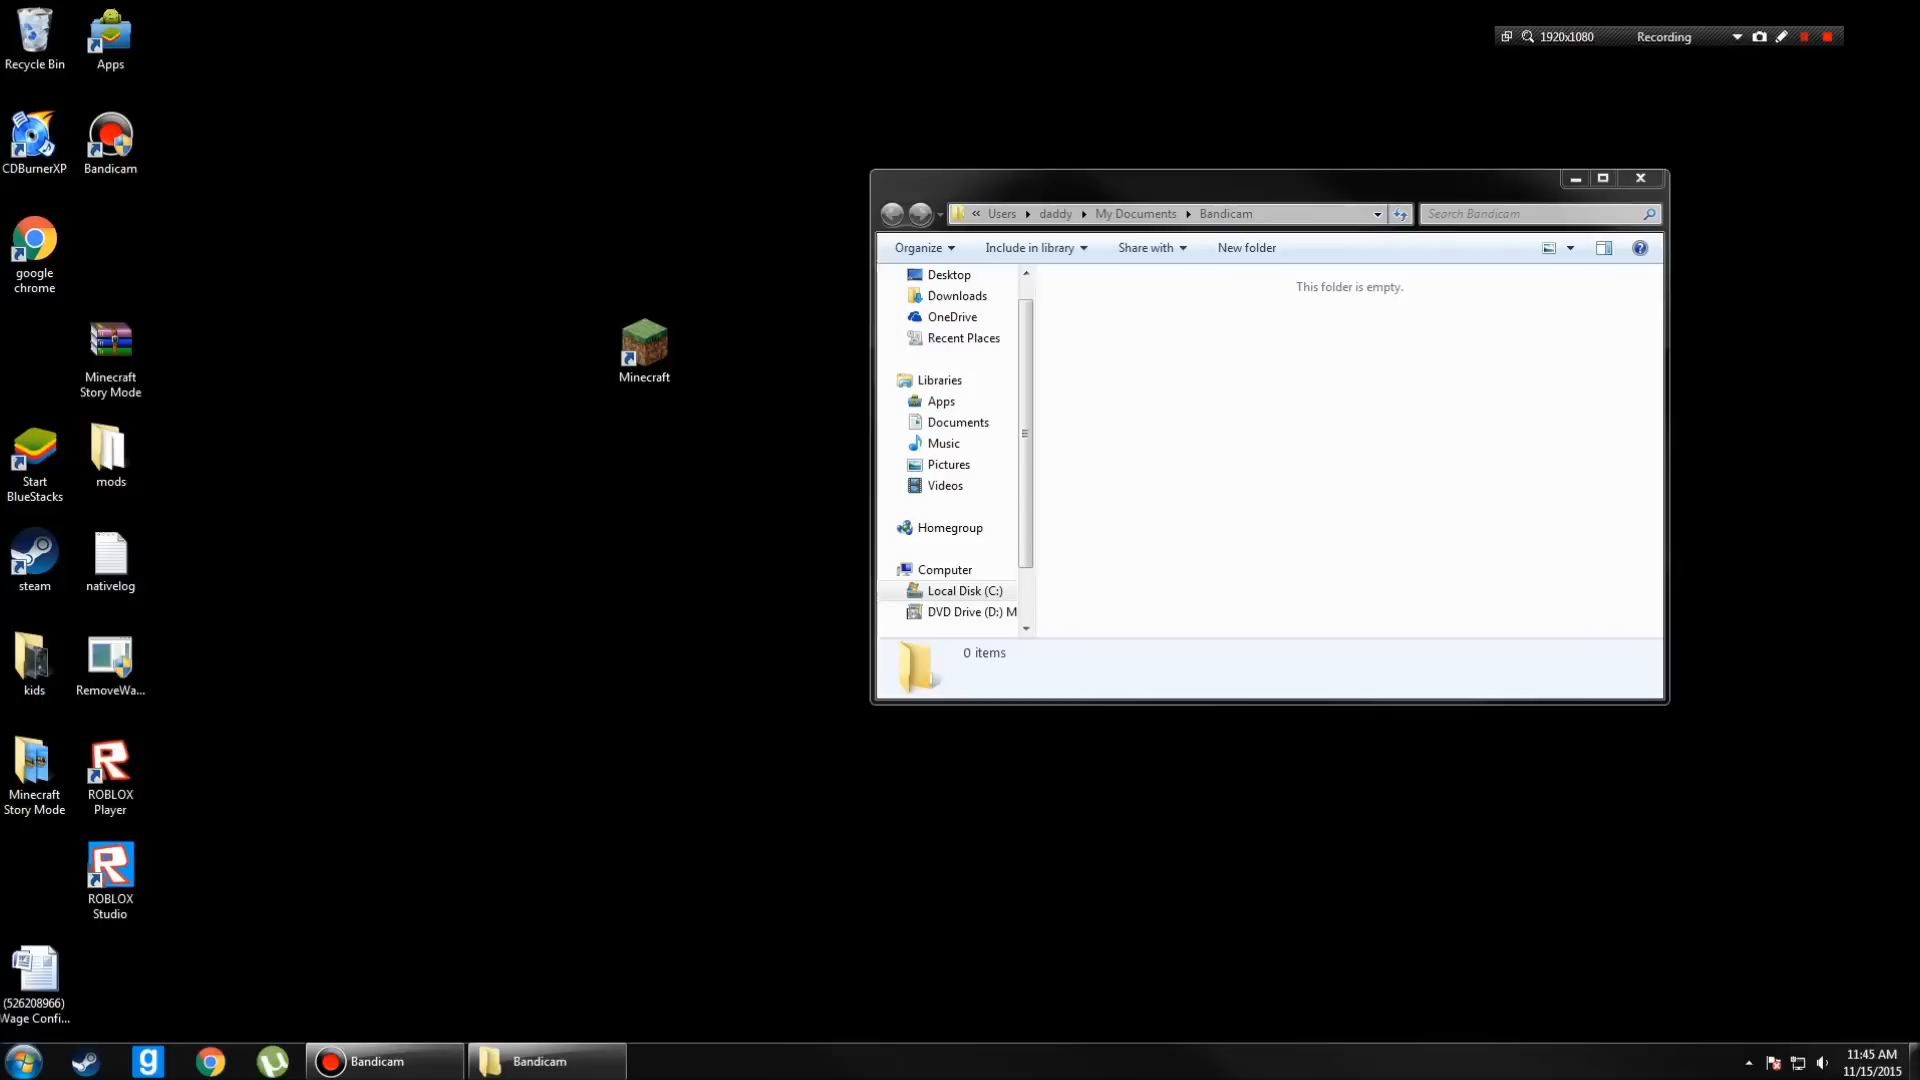 Recycle Bin
Apps
CDBurnerXP
Bandicam
google
chrome
Minecraft
Story Mode
Start
BlueStacks
mods
steam
nativelog
kids
RemoveWa...
Minecraft
Story Mode
ROBLOX
Player
ROBLOX
Studio
(526208966)
Wage Confi...
Minecraft
1920x1080 Recording
« Users daddy My Documents Bandicam
Search Bandicam
Organize Include in library Share with New folder
Desktop
Downloads
OneDrive
Recent Places
Libraries
Apps
Documents
Music
Pictures
Videos
Homegroup
Computer
Local Disk (C:)
DVD Drive (D:) M
This folder is empty.
0 items
Bandicam
Bandicam
11:45 AM
11/15/2015